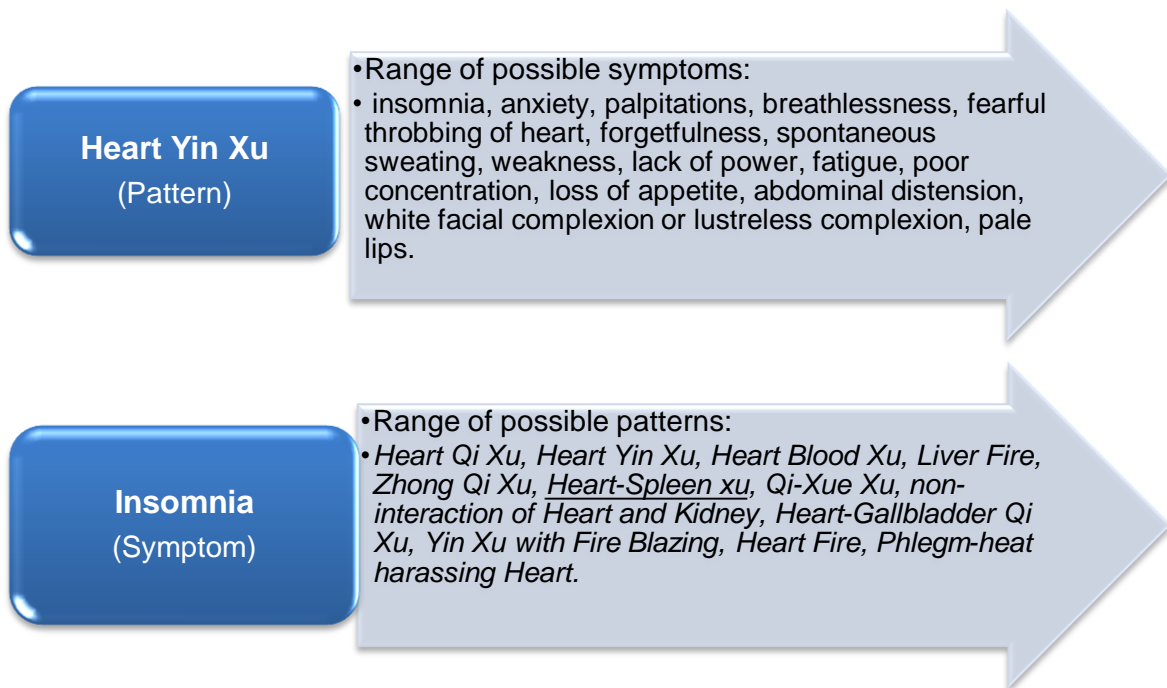 Heart Yin Xu
(Pattern)
•Range of possible symptoms:
• insomnia, anxiety, palpitations, breathlessness, fearful
throbbing of heart, forgetfulness, spontaneous
sweating, weakness, lack of power, fatigue, poor
concentration, loss of appetite, abdominal distension,
white facial complexion or lustreless complexion, pale
lips.
Insomnia
(Symptom)
•Range of possible patterns:
•Heart Qi Xu, Heart Yin Xu, Heart Blood Xu, Liver Fire,
Zhong Qi Xu, Heart-Spleen xu, Qi-Xue Xu, non-
interaction of Heart and Kidney, Heart-Gallbladder Qi
Xu, Yin Xu with Fire Blazing, Heart Fire, Phlegm-heat
harassing Heart.